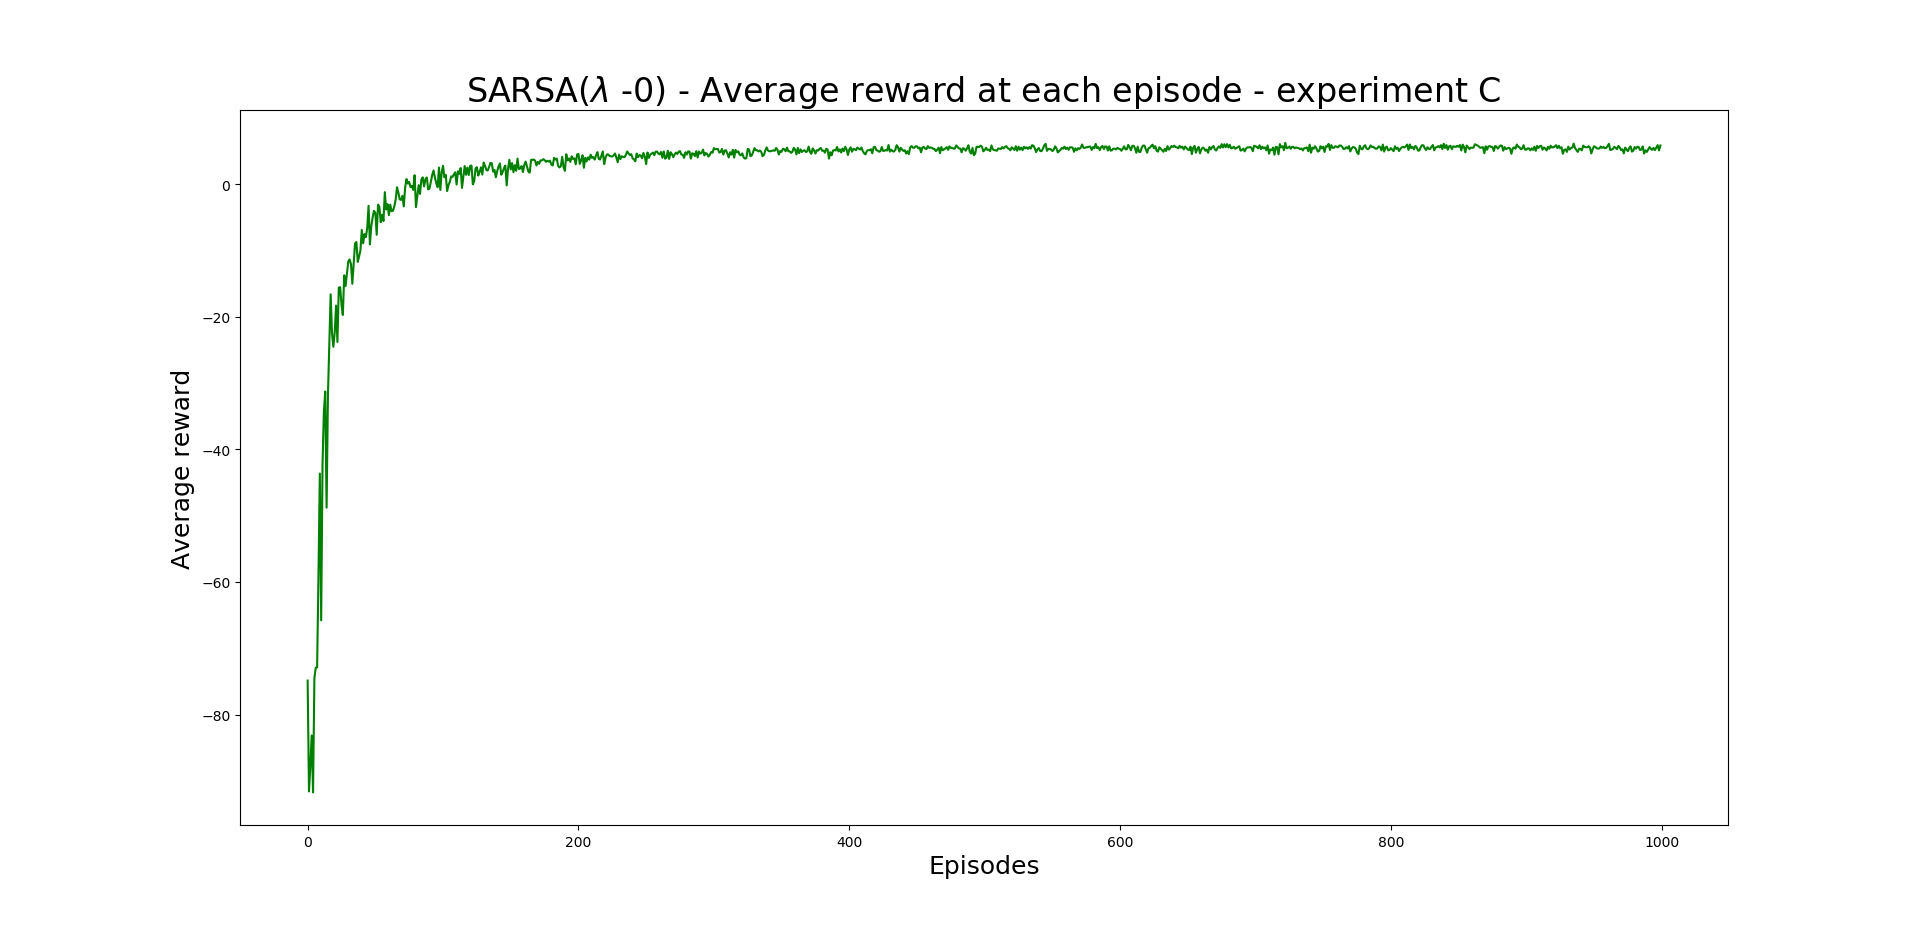 SARSA(λ -0) - Average reward at each episode - experiment C
0
−20
−40
−60
−80
Average reward
0 200 400 600 800 1000
Episodes